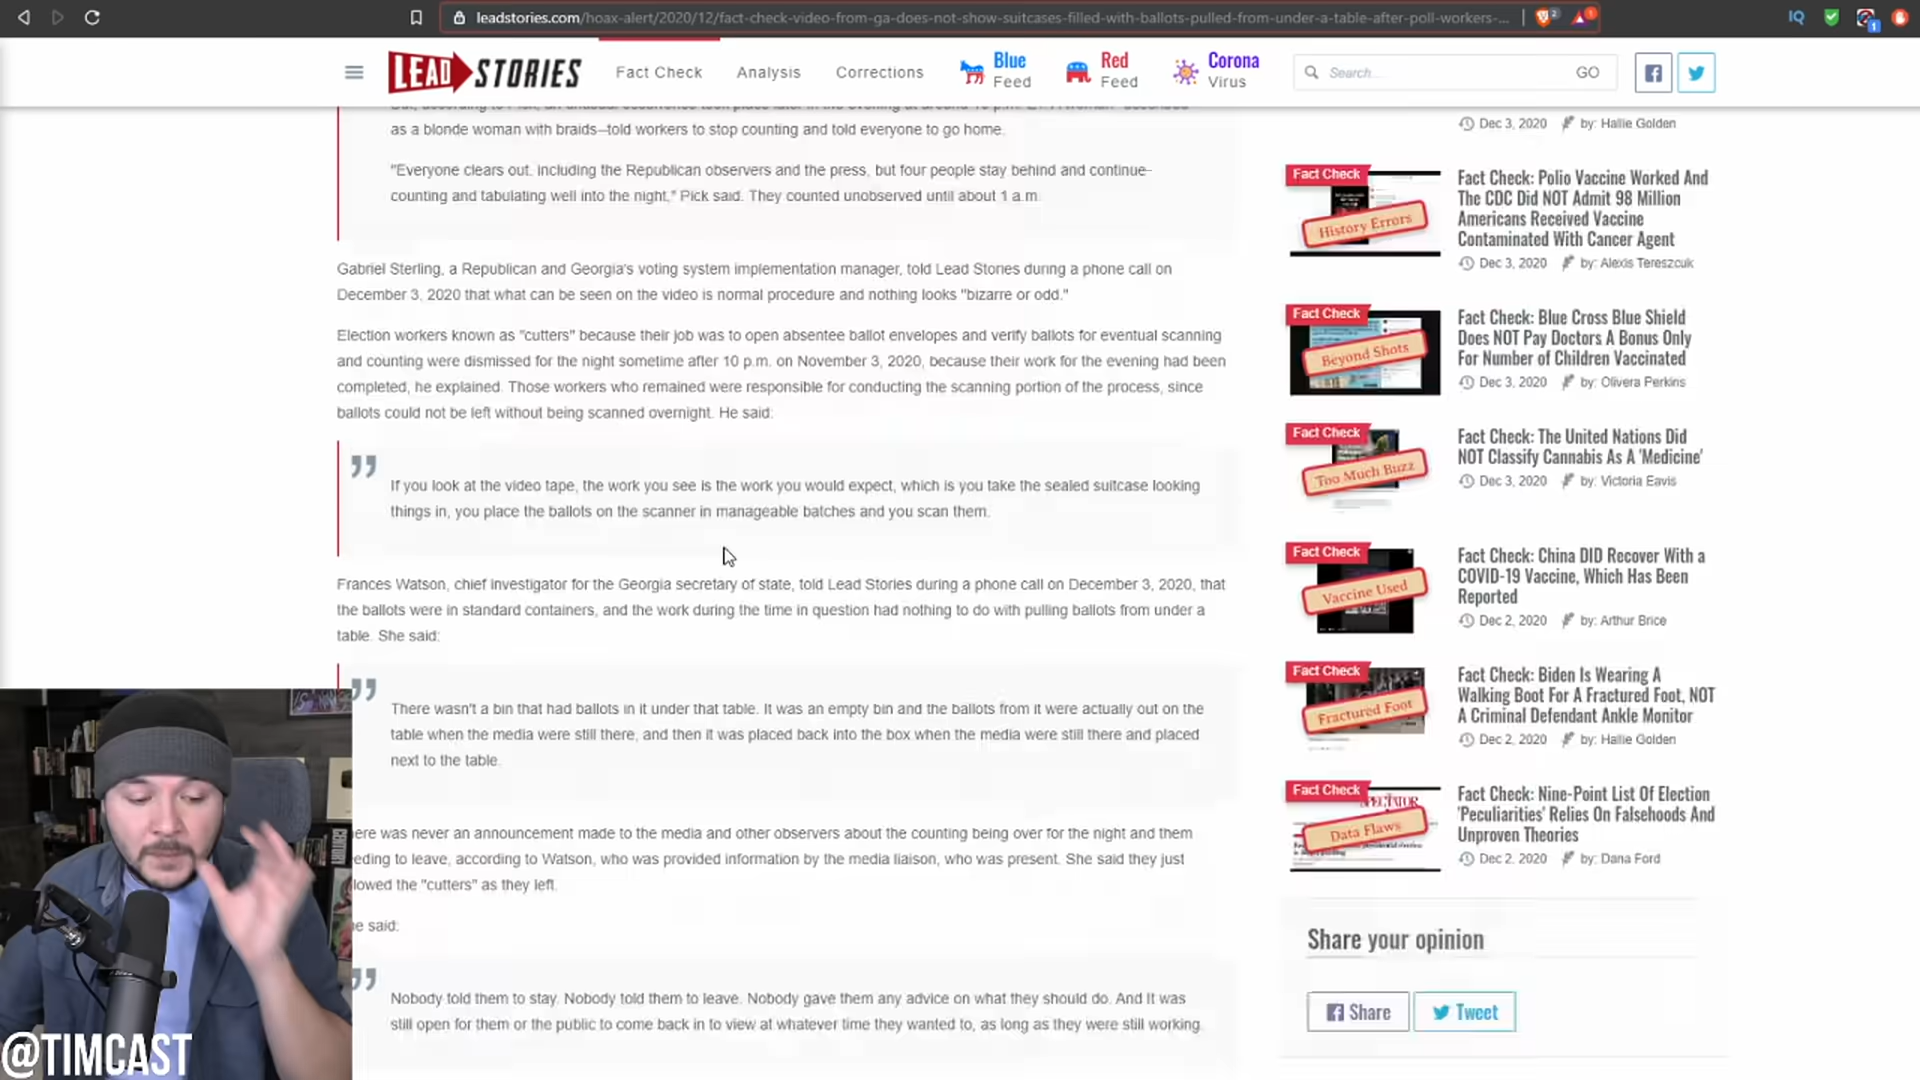 leadstories.com/hoax-alert/2020/12/fact-check-video-from-ga-does-not-show-suitcases-filled-with-ballots-pulled-from-under-a-table-after-poll-workers-...
LEAD STORIES
Fact Check
Analysis
Corrections
Blue
Feed
Red
Feed
Corona
Virus
Search...
GO
as a blonde woman with braids--told workers to stop counting and told everyone to go home.
"Everyone clears out. Including the Republican observers and the press, but four people stay behind and continue-
counting and tabulating well into the night," Pick said. They counted unobserved until about 1 a.m.
Gabriel Sterling, a Republican and Georgia's voting system implementation manager, told Lead Stories during a phone call on
December 3, 2020 that what can be seen on the video is normal procedure and nothing looks "bizarre or odd."
Election workers known as "cutters" because their job was to open absentee ballot envelopes and verify ballots for eventual scanning
and counting were dismissed for the night sometime after 10 p.m. on November 3, 2020, because their work for the evening had been
completed, he explained. Those workers who remained were responsible for conducting the scanning portion of the process, since
ballots could not be left without being scanned overnight. He said:
If you look at the video tape, the work you see is the work you would expect, which is you take the sealed suitcase looking
things in, you place the ballots on the scanner in manageable batches and you scan them.
Frances Watson, chief investigator for the Georgia secretary of state, told Lead Stories during a phone call on December 3, 2020, that
the ballots were in standard containers, and the work during the time in question had nothing to do with pulling ballots from under a
table. She said:
There wasn't a bin that had ballots in it under that table. It was an empty bin and the ballots from it were actually out on the
table when the media were still there, and then it was placed back into the box when the media were still there and placed
next to the table.
ere was never an announcement made to the media and other observers about the counting being over for the night and them
eding to leave, according to Watson, who was provided information by the media liaison, who was present. She said they just
lowed the "cutters" as they left.
e said:
Nobody told them to stay. Nobody told them to leave. Nobody gave them any advice on what they should do. And It was
still open for them or the public to come back in to view at whatever time they wanted to, as long as they were still working.
Dec 3, 2020 by: Hallie Golden
Fact Check
History Errors
Fact Check: Polio Vaccine Worked And
The CDC Did NOT Admit 98 Million
Americans Received Vaccine
Contaminated With Cancer Agent
Dec 3, 2020 by: Alexis Tereszcuk
Fact Check
Beyond Shots
Fact Check: Blue Cross Blue Shield
Does NOT Pay Doctors A Bonus Only
For Number of Children Vaccinated
Dec 3, 2020 by: Olivera Perkins
Fact Check
Too Much Buzz
Fact Check: The United Nations Did
NOT Classify Cannabis As A 'Medicine'
Dec 3, 2020 by: Victoria Eavis
Fact Check
Vaccine Used
Fact Check: China DID Recover With a
COVID-19 Vaccine, Which Has Been
Reported
Dec 2, 2020 by: Arthur Brice
Fact Check
Fractured Foot
Fact Check: Biden Is Wearing A
Walking Boot For A Fractured Foot, NOT
A Criminal Defendant Ankle Monitor
Dec 2, 2020 by: Hallie Golden
Fact Check
Data Flaws
Fact Check: Nine-Point List Of Election
'Peculiarities' Relies On Falsehoods And
Unproven Theories
Dec 2, 2020 by: Dana Ford
Share your opinion
Share
Tweet
@TIMCAST